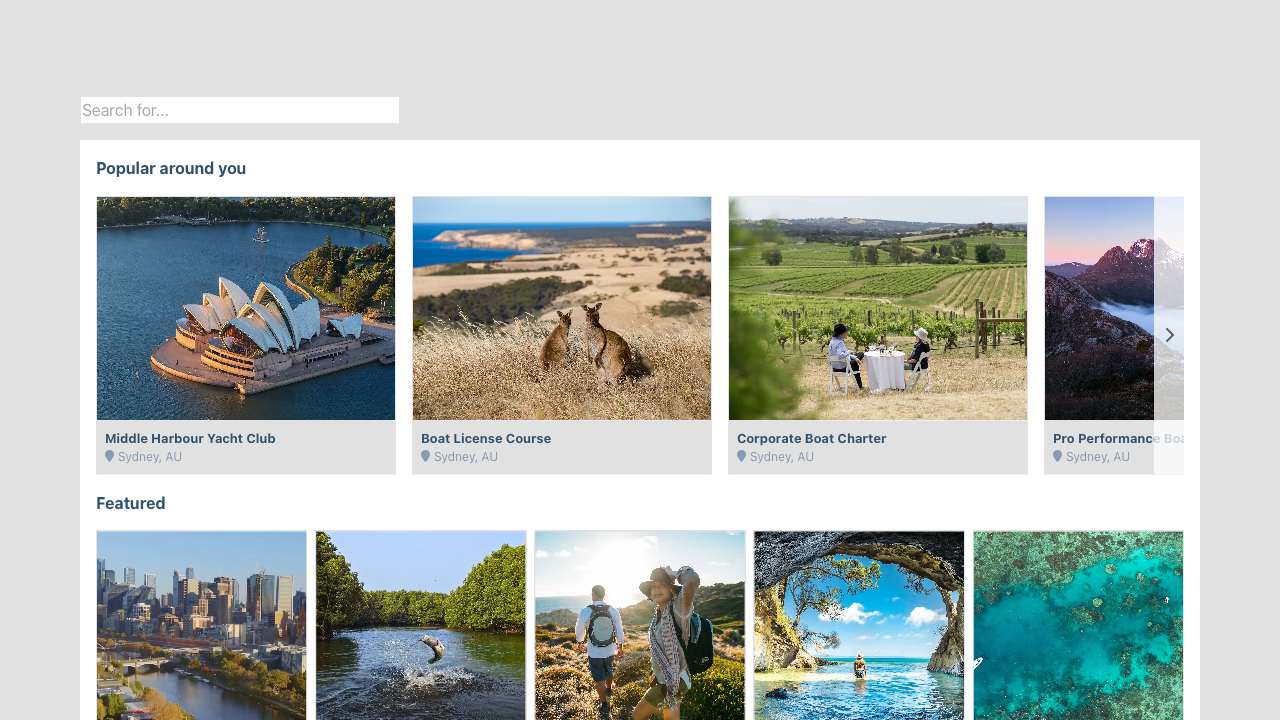 Search for...
Popular around you
Middle Harbour Yacht Club
Sydney, AU
Boat License Course
Sydney, AU
Corporate Boat Charter
Sydney, AU
Pro Performance Boa
Sydney, AU
Featured